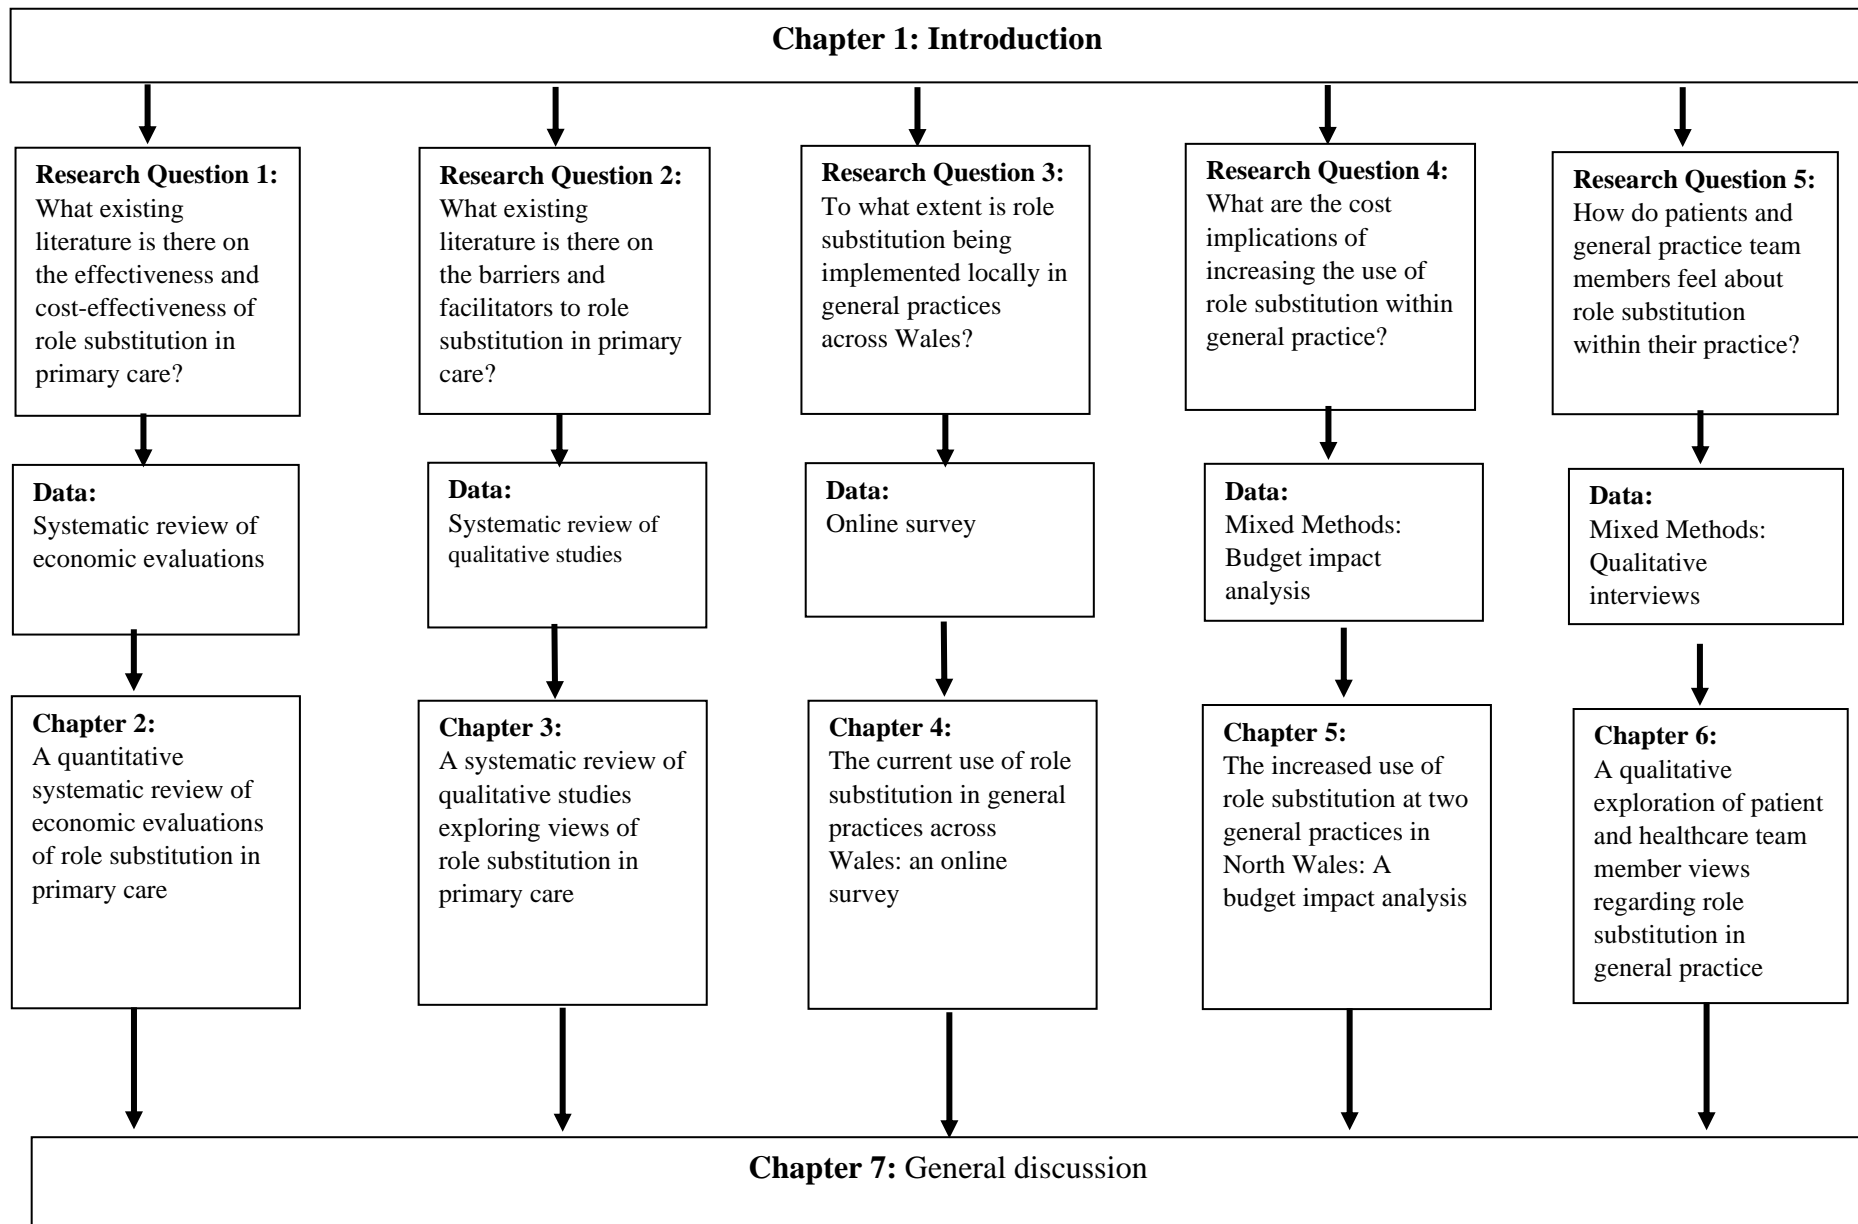 Chapter 1: Introduction
Research Question 1:
What existing
literature is there on
the effectiveness and
cost-effectiveness of
role substitution in
primary care?
Research Question 2:
What existing
literature is there on
the barriers and
facilitators to role
substitution in primary
care?
Research Question 3:
To what extent is role
substitution being
implemented locally in
general practices
across Wales?
Research Question 4:
What are the cost
implications of
increasing the use of
role substitution within
general practice?
Research Question 5:
How do patients and
general practice team
members feel about
role substitution
within their practice?
Data:
Systematic review of
economic evaluations
Data:
Systematic review of
qualitative studies
Data:
Online survey
Data:
Mixed Methods:
Budget impact
analysis
Data:
Mixed Methods:
Qualitative
interviews
Chapter 2:
A quantitative
systematic review of
economic evaluations
of role substitution in
primary care
Chapter 3:
A systematic review of
qualitative studies
exploring views of
role substitution in
primary care
Chapter 4:
The current use of role
substitution in general
practices across
Wales: an online
survey
Chapter 5:
The increased use of
role substitution at two
general practices in
North Wales: A
budget impact analysis
Chapter 6:
A qualitative
exploration of patient
and healthcare team
member views
regarding role
substitution in
general practice
Chapter 7: General discussion